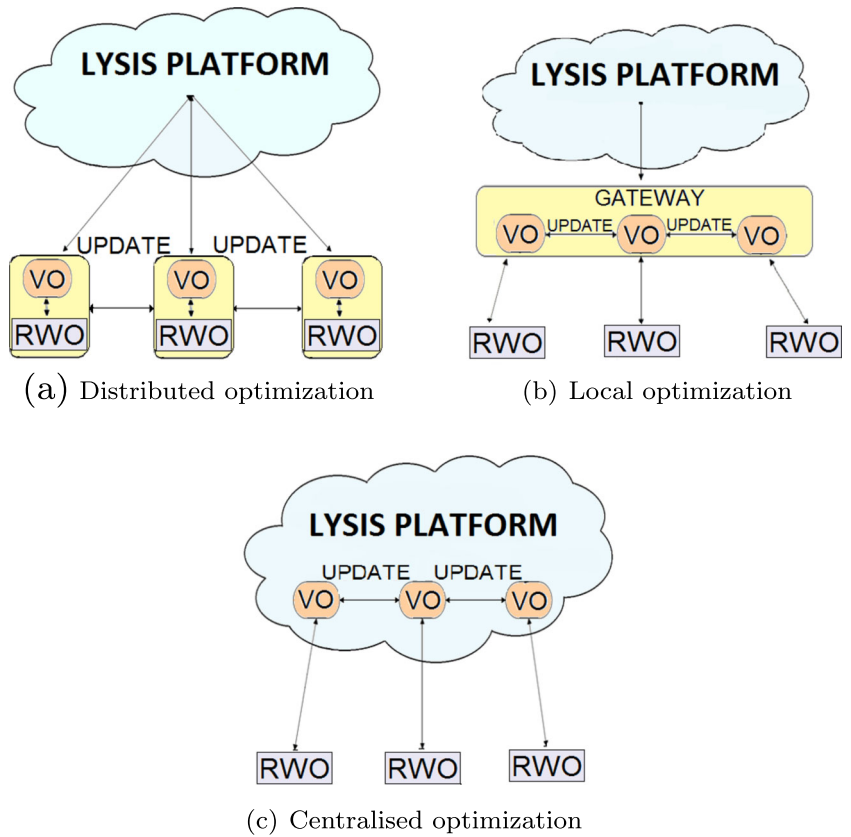 LYSIS PLATFORM
UPDATE UPDATE
VO VO VO
RWO RWO RWO
(a) Distributed optimization
LYSIS PLATFORM
GATEWAY
VO UPDATE VO UPDATE VO
RWO RWO RWO
(b) Local optimization
LYSIS PLATFORM
UPDATE UPDATE
VO VO VO
RWO RWO RWO
(c) Centralised optimization